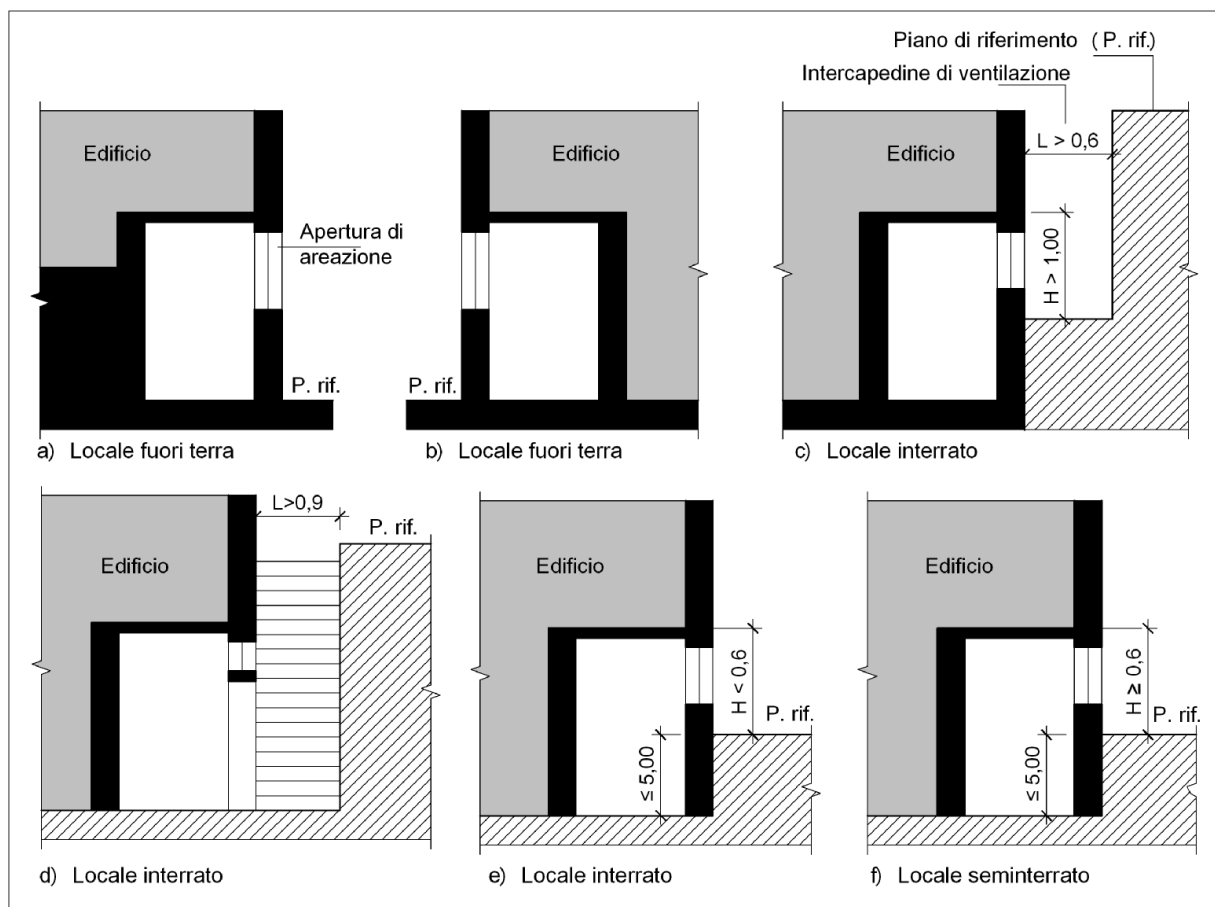 Piano di riferimento ( P. rif.)
Intercapedine di ventilazione
Edificio
Apertura di
areazione
P. rif.
a) Locale fuori terra
Edificio
P. rif.
b) Locale fuori terra
Edificio
L > 0,6
H > 1,00
c) Locale interrato
L>0,9
P. rif.
Edificio
d) Locale interrato
Edificio
H < 0,6
P. rif.
≤ 5,00
e) Locale interrato
Edificio
H ≥ 0,6
P. rif.
≤ 5,00
f) Locale seminterrato